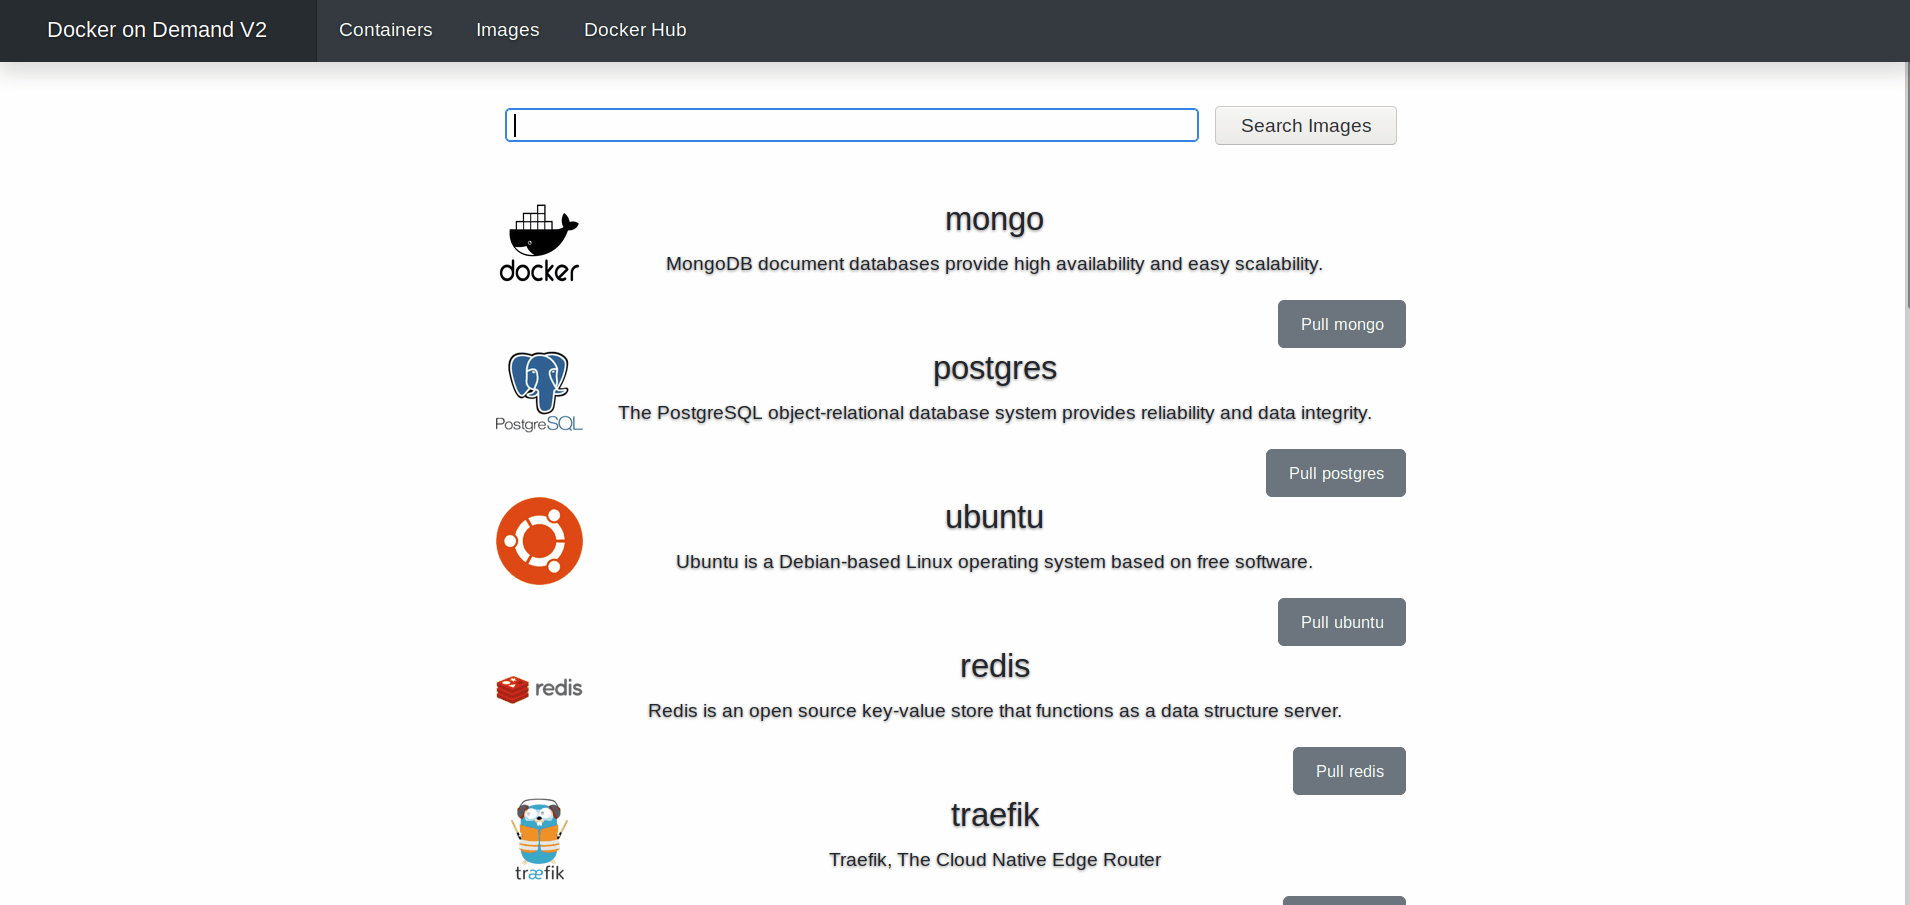 Docker on Demand V2 Containers Images Docker Hub
Search Images
docker
mongo
MongoDB document databases provide high availability and easy scalability.
Pull mongo
PostgreSQL
postgres
The PostgreSQL object-relational database system provides reliability and data integrity.
Pull postgres
ubuntu
Ubuntu is a Debian-based Linux operating system based on free software.
Pull ubuntu
redis
redis
Redis is an open source key-value store that functions as a data structure server.
Pull redis
træfik
traefik
Traefik, The Cloud Native Edge Router